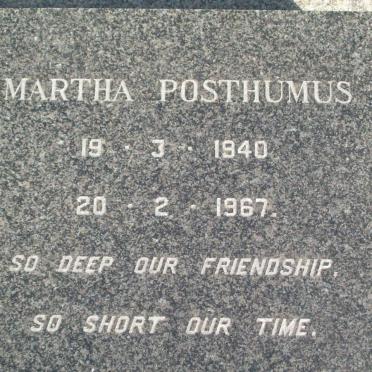 MARTHA POSTHUMUS
19 · 3 · 1940
20 · 2 · 1967.
SO DEEP OUR FRIENDSHIP,
SO SHORT OUR TIME.